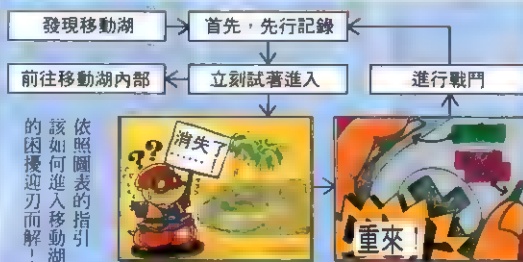 發現移動湖
首先，先行記錄
前往移動湖內部
立刻試著進入
進行戰鬥
依照圖表的指引
該如何進入移動湖
的困擾迎刃而解！
??
消失了
……
重來！